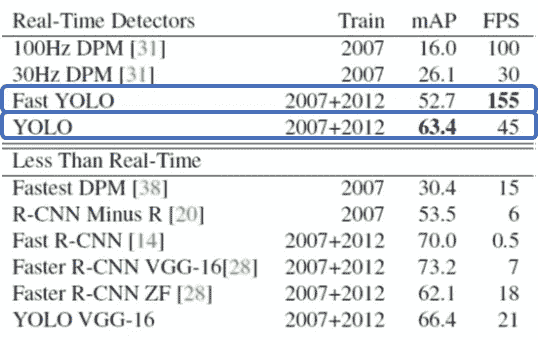 Real-Time Detectors Train mAP FPS
100Hz DPM [31] 2007 16.0 100
30Hz DPM [31] 2007 26.1 30
Fast YOLO 2007+2012 52.7 155
YOLO 2007+2012 63.4 45
Less Than Real-Time
Fastest DPM [38] 2007 30.4 15
R-CNN Minus R [20] 2007 53.5 6
Fast R-CNN [14] 2007+2012 70.0 0.5
Faster R-CNN VGG-16[28] 2007+2012 73.2 7
Faster R-CNN ZF [28] 2007+2012 62.1 18
YOLO VGG-16 2007+2012 66.4 21